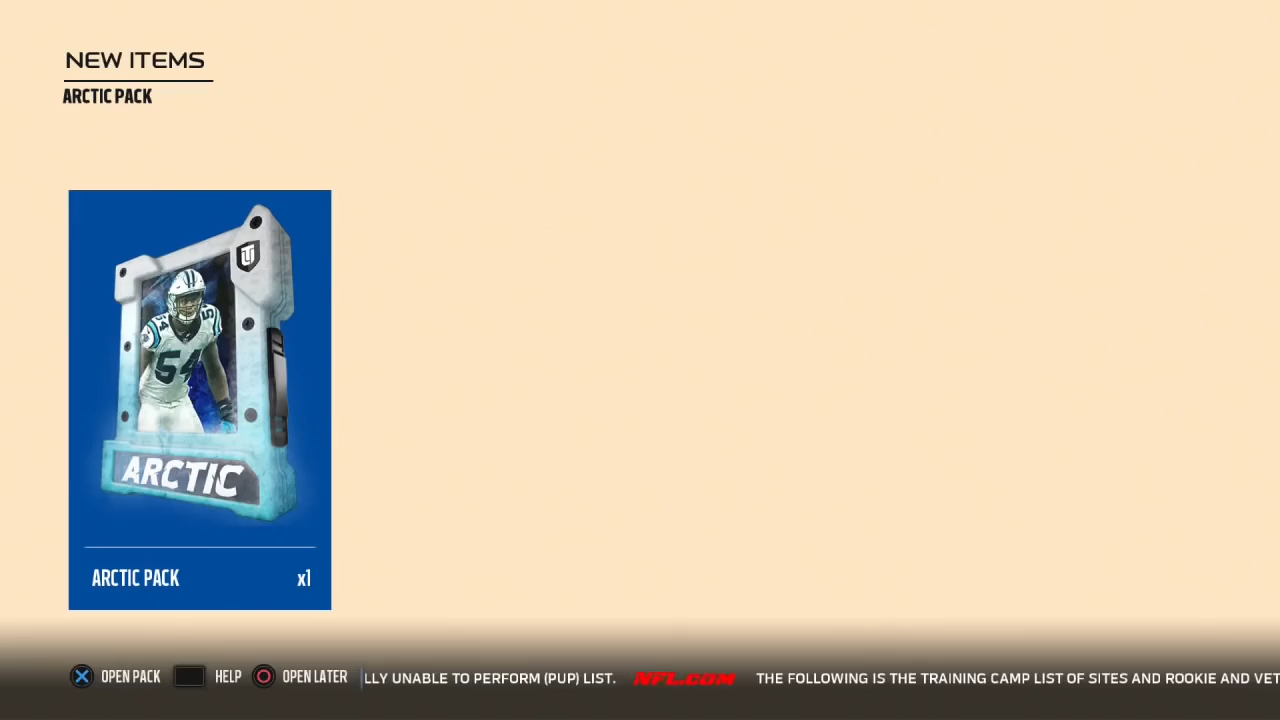 NEW ITEMS
ARCTIC PACK
54
ARCTIC
ARCTIC PACK x1
OPEN PACK HELP OPEN LATER LLY UNABLE TO PERFORM (PUP) LIST. NFL.COM THE FOLLOWING IS THE TRAINING CAMP LIST OF SITES AND ROOKIE AND VET